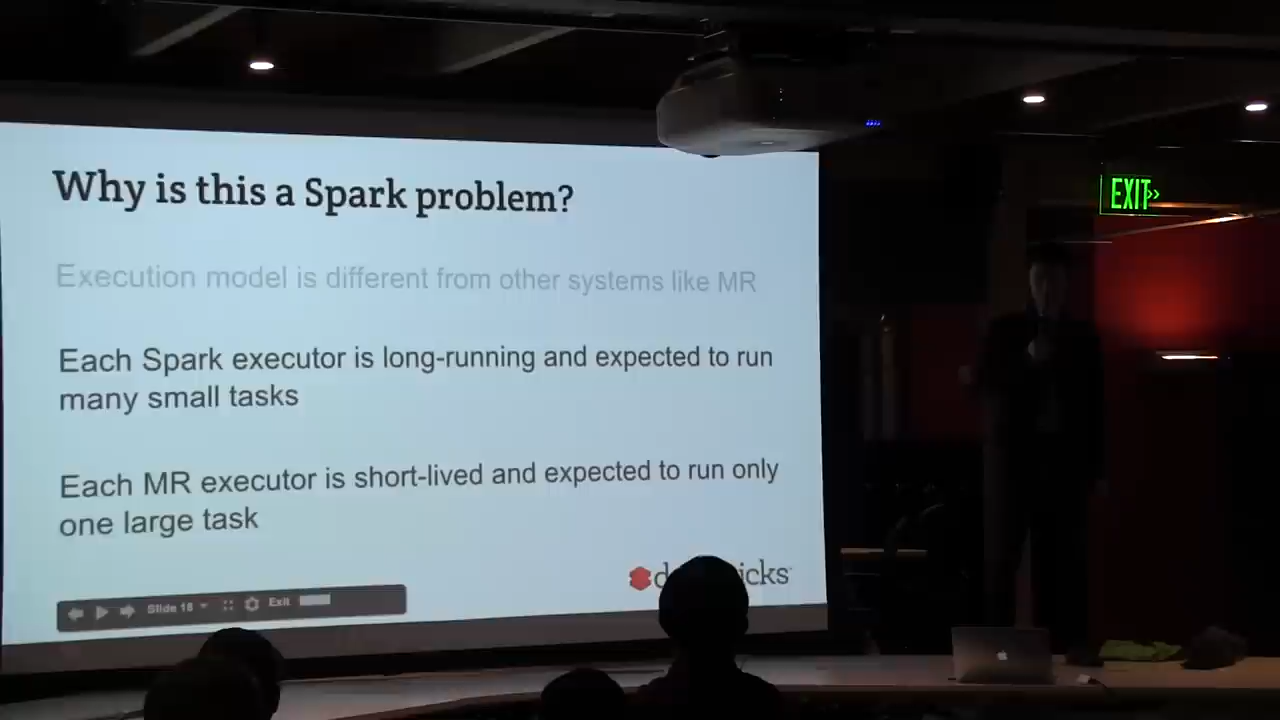 Why is this a Spark problem?
Execution model is different from other systems like MR
Each Spark executor is long-running and expected to run
many small tasks
Each MR executor is short-lived and expected to run only
one large task
Slide 18
Exit
EXIT